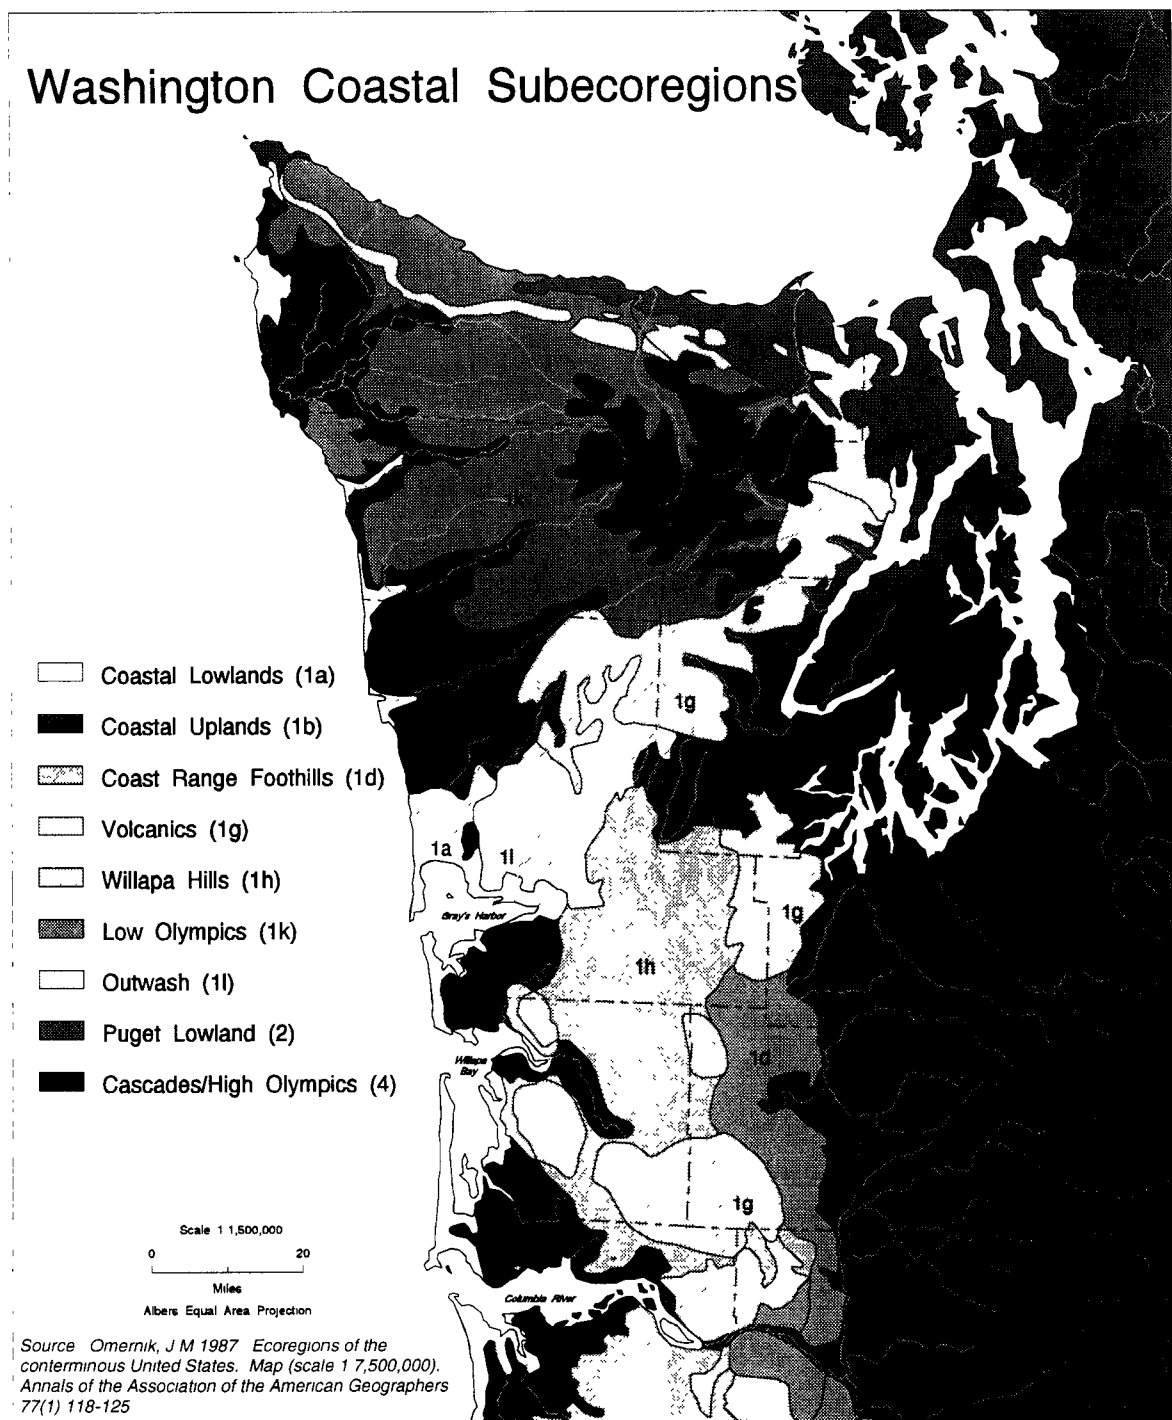 Washington Coastal Subecoregions
Coastal Lowlands (1a)
Coastal Uplands (1b)
Coast Range Foothills (1d)
Volcanics (1g)
Willapa Hills (1h)
Low Olympics (1k)
Outwash (1l)
Puget Lowland (2)
Cascades/High Olympics (4)
1k
1g
1a
1l
Gray's Harbor
1g
1h
Willapa
Bay
1d
1g
Columbia River
Scale 1 1,500,000
0 20
Miles
Albers Equal Area Projection
Source Omernik, J M 1987 Ecoregions of the
conterminous United States. Map (scale 1 7,500,000).
Annals of the Association of the American Geographers
77(1) 118-125